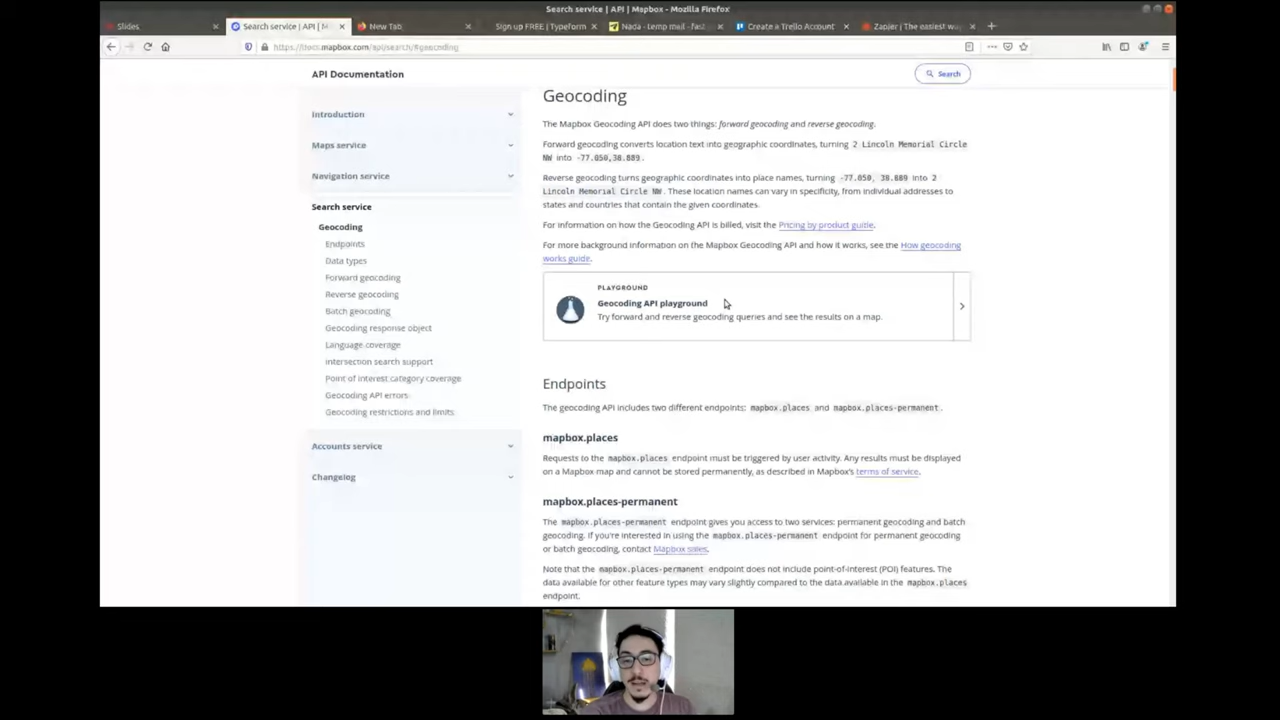 Search service | API | Mapbox - Mozilla Firefox
Slides
Search service | API | M
New Tab
Sign up FREE | Typeform
Nada - temp mail - fast
Create a Trello Account
Zapier | The easiest wa
mapbox.com/api/search/#geocoding
API Documentation
Search
Introduction
Maps service
Navigation service
Search service
Geocoding
Endpoints
Data types
Forward geocoding
Reverse geocoding
Batch geocoding
Geocoding response object
Language coverage
Intersection search support
Point of interest category coverage
Geocoding API errors
Geocoding restrictions and limits
Accounts service
Changelog
Geocoding
The Mapbox Geocoding API does two things: forward geocoding and reverse geocoding.
Forward geocoding converts location text into geographic coordinates, turning 2 Lincoln Memorial Circle
NW into -77.050,38.889.
Reverse geocoding turns geographic coordinates into place names, turning -77.050, 38.889 into 2
Lincoln Memorial Circle NW. These location names can vary in specificity, from individual addresses to
states and countries that contain the given coordinates.
For information on how the Geocoding API is billed, visit the Pricing by product guide.
For more background information on the Mapbox Geocoding API and how it works, see the How geocoding
works guide.
PLAYGROUND
Geocoding API playground
Try forward and reverse geocoding queries and see the results on a map.
Endpoints
The geocoding API includes two different endpoints: mapbox.places and mapbox.places-permanent.
mapbox.places
Requests to the mapbox.places endpoint must be triggered by user activity. Any results must be displayed
on a Mapbox map and cannot be stored permanently, as described in Mapbox's terms of service.
mapbox.places-permanent
The mapbox.places-permanent endpoint gives you access to two services: permanent geocoding and batch
geocoding. If you're interested in using the mapbox.places-permanent endpoint for permanent geocoding
or batch geocoding, contact Mapbox sales.
Note that the mapbox.places-permanent endpoint does not include point-of-interest (POI) features. The
data available for other feature types may vary slightly compared to the data available in the mapbox.places
endpoint.